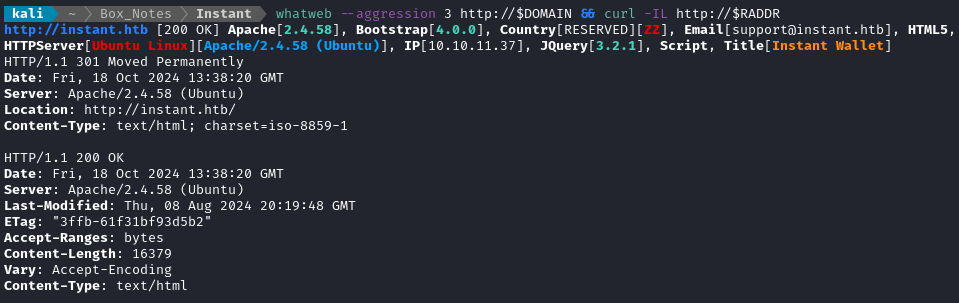 kali ~ Box_Notes Instant whatweb --aggression 3 http://$DOMAIN && curl -IL http://$RADDR
http://instant.htb [200 OK] Apache[2.4.58], Bootstrap[4.0.0], Country[RESERVED][ZZ], Email[support@instant.htb], HTML5,
HTTPServer[Ubuntu Linux][Apache/2.4.58 (Ubuntu)], IP[10.10.11.37], JQuery[3.2.1], Script, Title[Instant Wallet]
HTTP/1.1 301 Moved Permanently
Date: Fri, 18 Oct 2024 13:38:20 GMT
Server: Apache/2.4.58 (Ubuntu)
Location: http://instant.htb/
Content-Type: text/html; charset=iso-8859-1

HTTP/1.1 200 OK
Date: Fri, 18 Oct 2024 13:38:20 GMT
Server: Apache/2.4.58 (Ubuntu)
Last-Modified: Thu, 08 Aug 2024 20:19:48 GMT
ETag: "3ffb-61f31bf93d5b2"
Accept-Ranges: bytes
Content-Length: 16379
Vary: Accept-Encoding
Content-Type: text/html